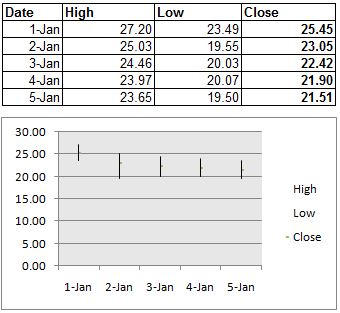 Date High Low Close
1-Jan 27.20 23.49 25.45
2-Jan 25.03 19.55 23.05
3-Jan 24.46 20.03 22.42
4-Jan 23.97 20.07 21.90
5-Jan 23.65 19.50 21.51
30.00
25.00
20.00
15.00
10.00
5.00
0.00
1-Jan 2-Jan 3-Jan 4-Jan 5-Jan
High
Low
Close